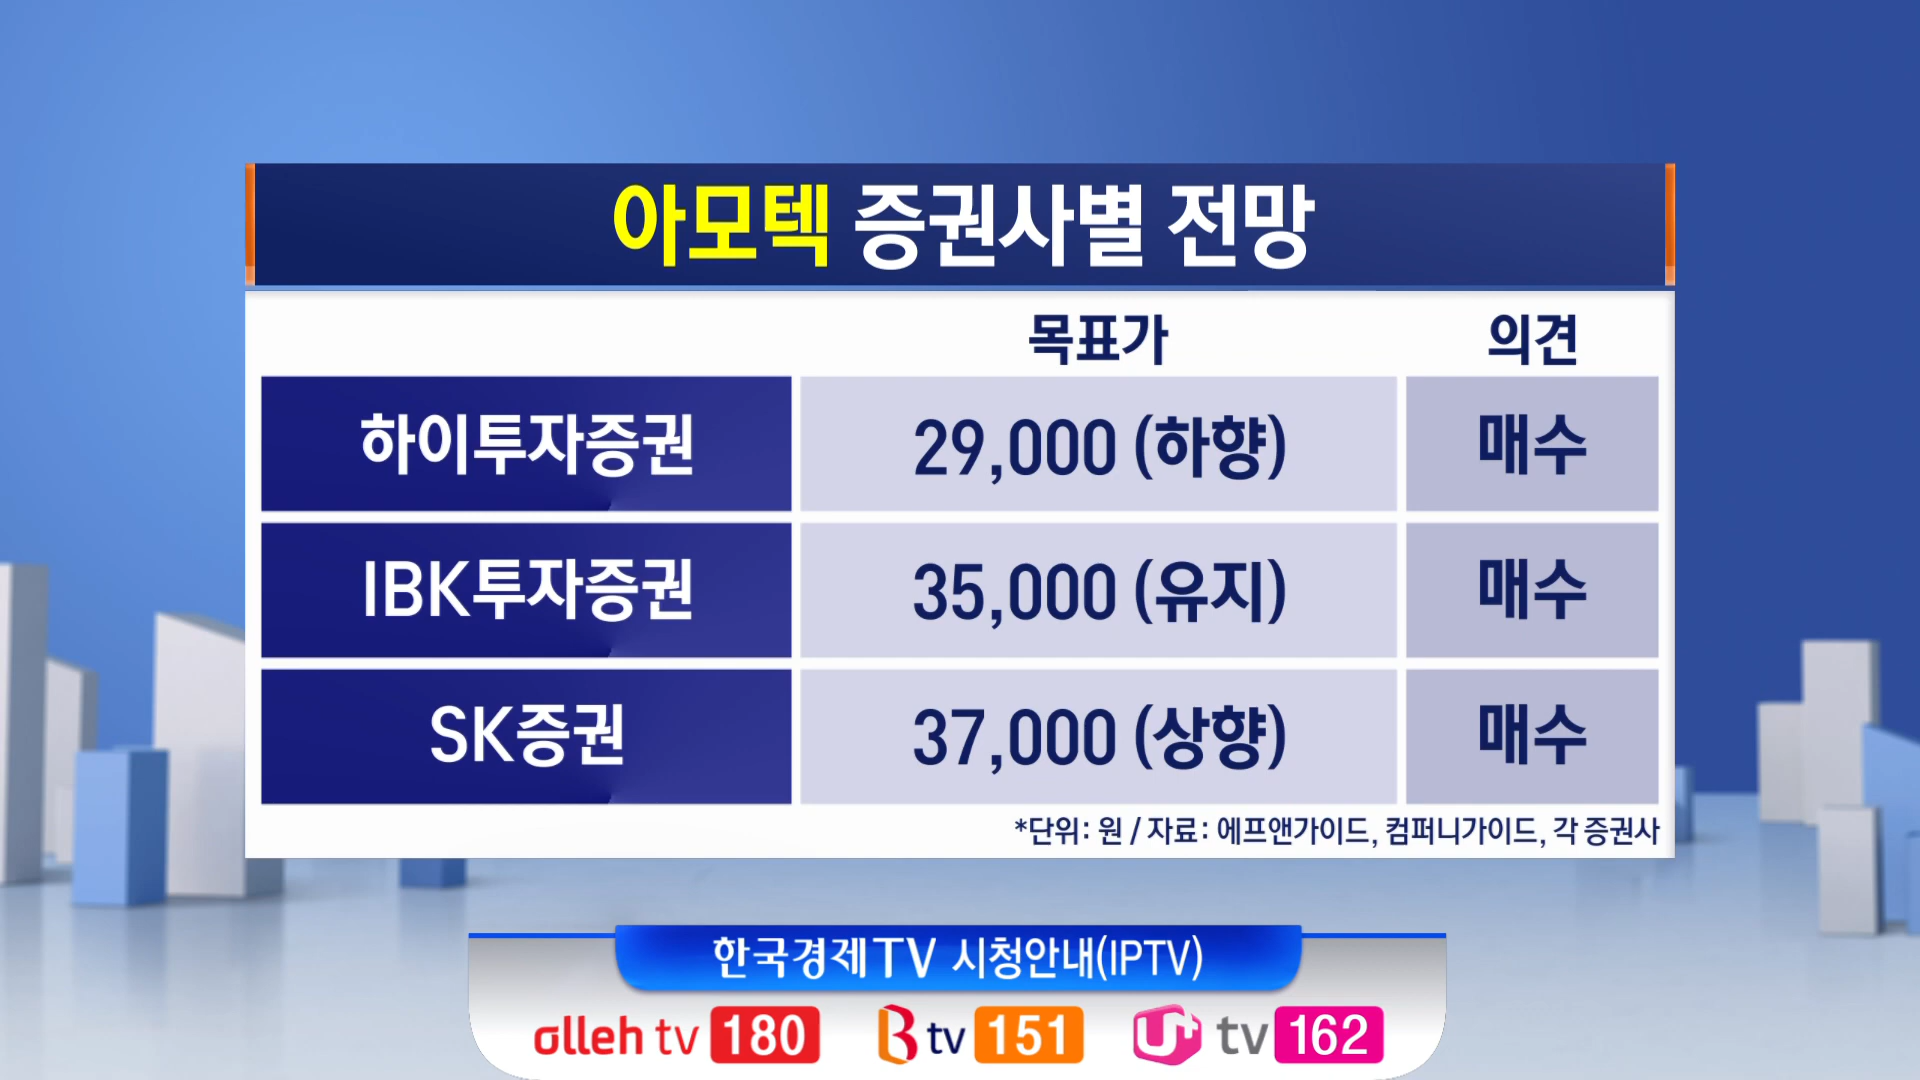 아모텍 증권사별 전망
목표가 의견
하이투자증권 29,000 (하향) 매수
IBK투자증권 35,000 (유지) 매수
SK증권 37,000 (상향) 매수
*단위: 원 / 자료: 에프앤가이드, 컴퍼니가이드, 각 증권사
한국경제TV 시청안내(IPTV)
olleh tv 180 B tv 151 U+ tv 162